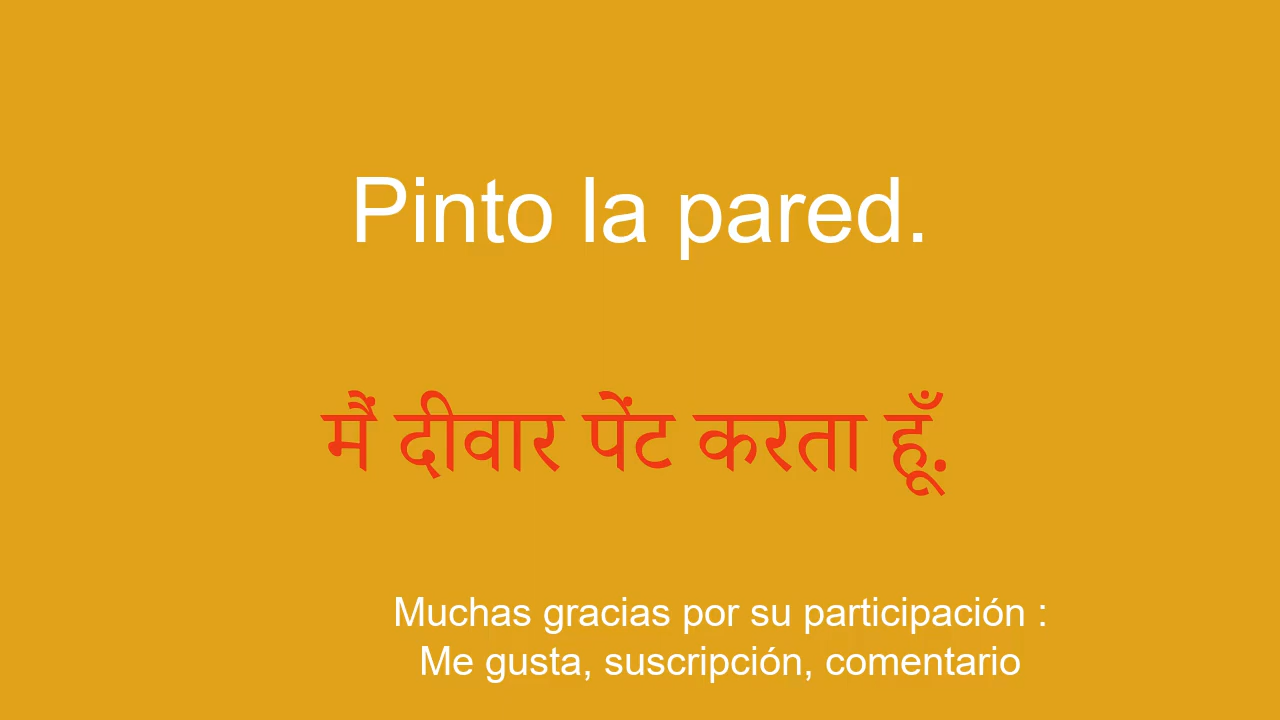 Pinto la pared.
मैं दीवार पेंट करता हूँ.
Muchas gracias por su participación :
Me gusta, suscripción, comentario